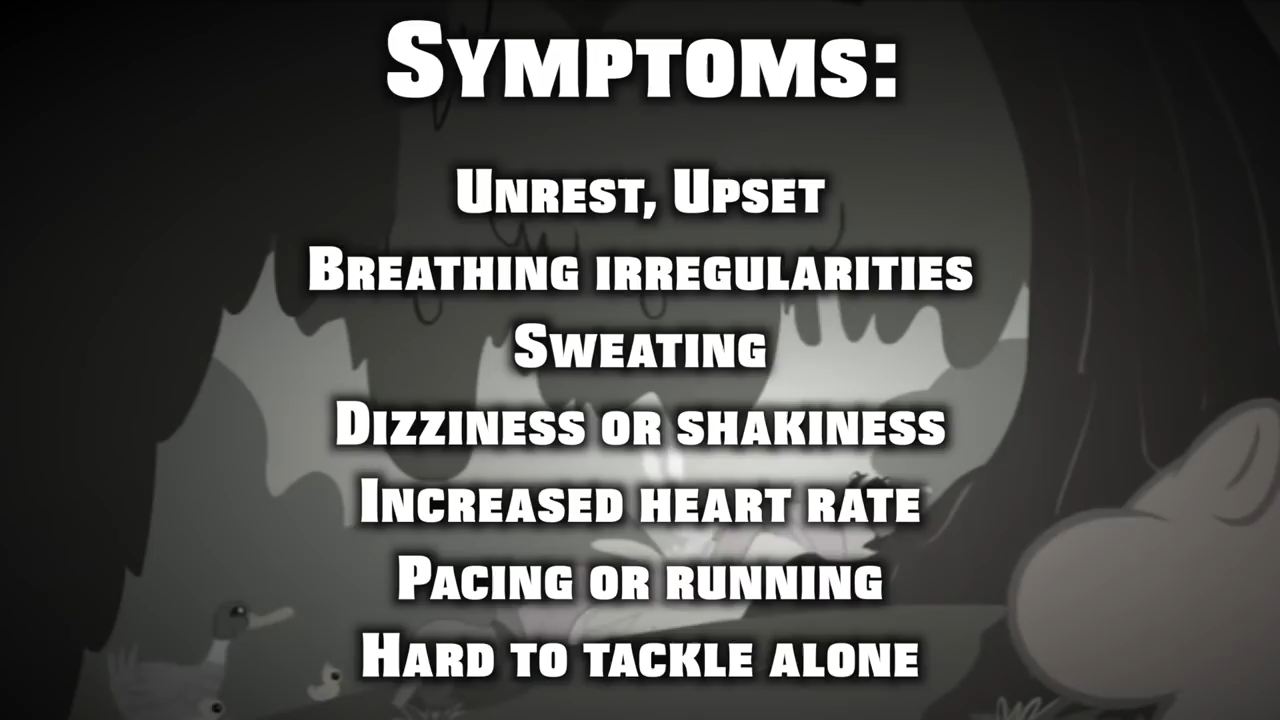 Symptoms:
Unrest, Upset
Breathing irregularities
Sweating
Dizziness or shakiness
Increased heart rate
Pacing or running
Hard to tackle alone